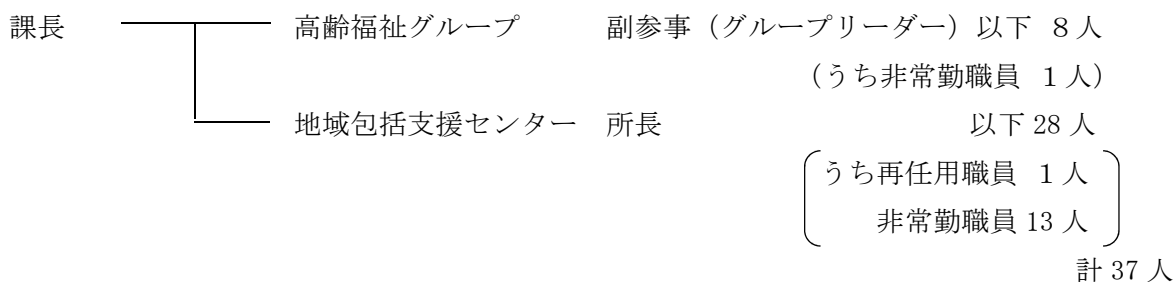 課長 高齢福祉グループ 副参事（グループリーダー）以下 8人
（うち非常勤職員 1人）
地域包括支援センター 所長 以下 28 人
うち再任用職員 1人
非常勤職員 13 人
計 37 人